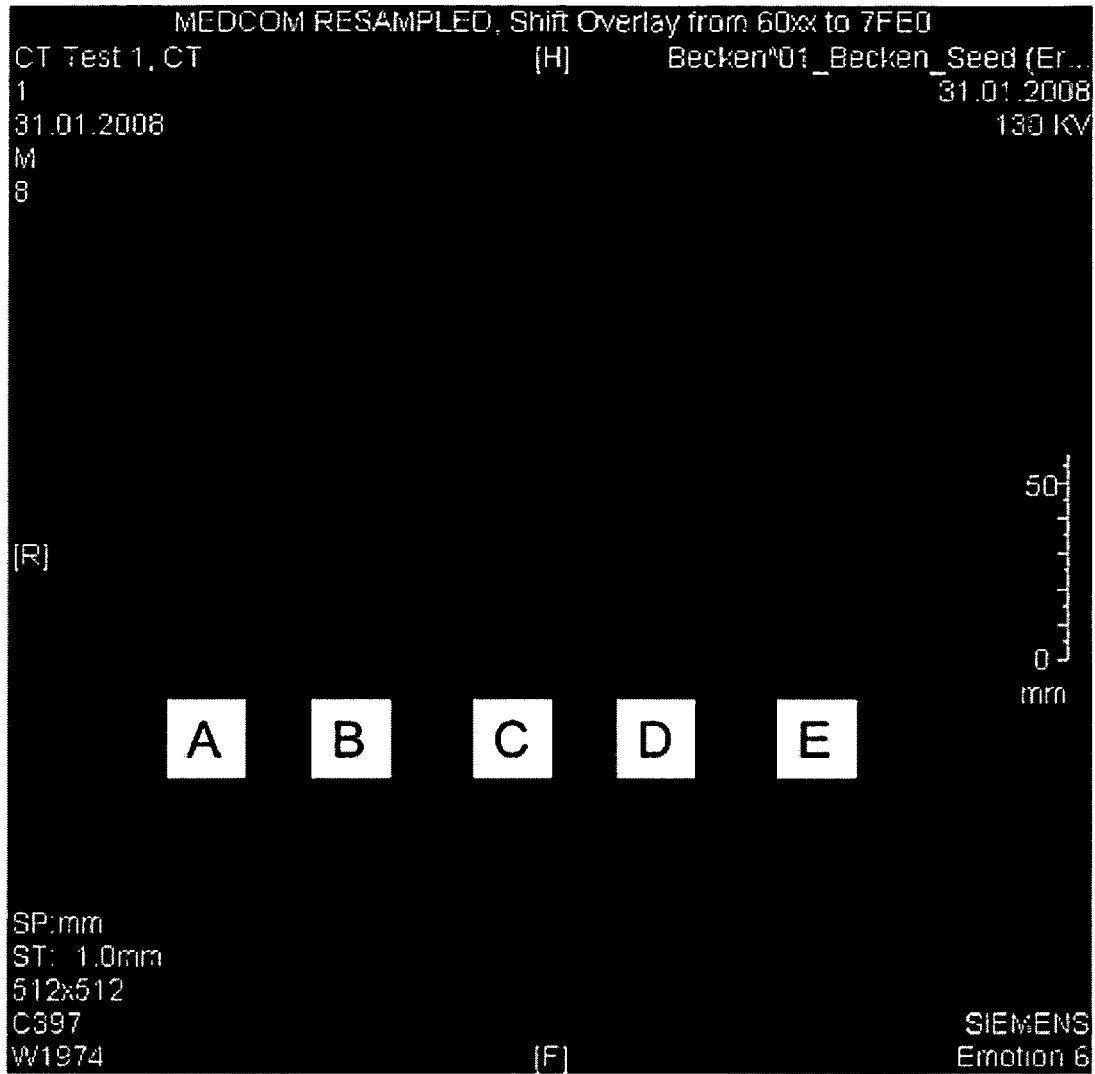 MEDCOM RESAMPLED, Shift Overlay from 60xx to 7FE0
CT Test 1, CT [H] Becken^01_Becken_Seed (Er...
1 31.01.2008
31.01.2008 130 KV
M
8
50
[R]
0
mm
A B C D E
SP:mm
ST: 1.0mm
512x512
C397 SIEMENS
W1974 [F] Emotion 6